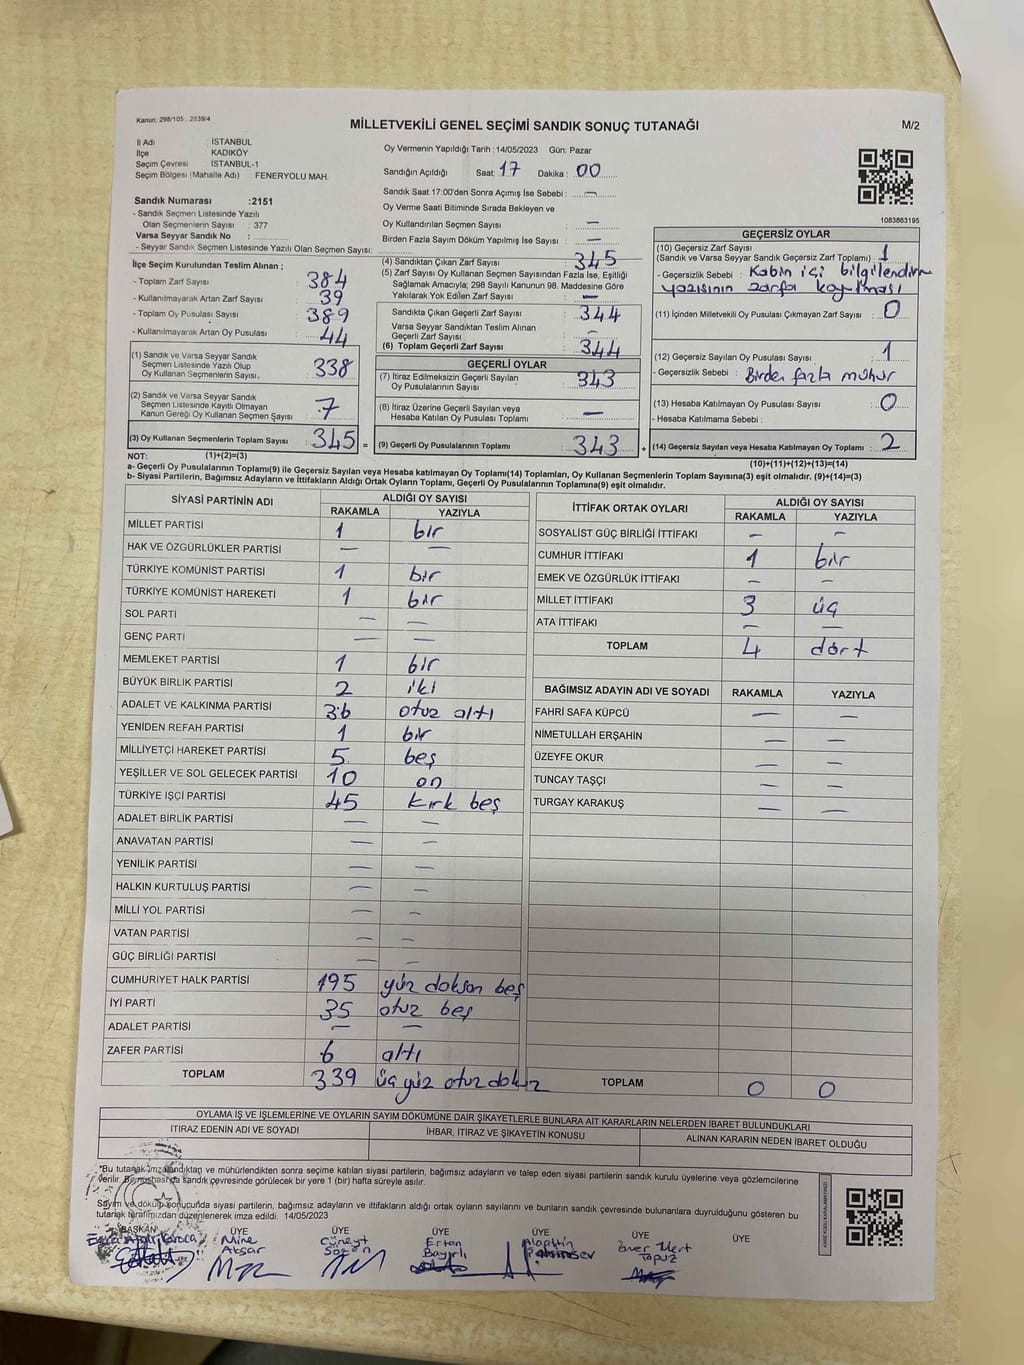 Kanun: 298/105, 2839/4
MİLLETVEKİLİ GENEL SEÇİMİ SANDIK SONUÇ TUTANAĞI
M/2
İl Adı : İSTANBUL
İlçe KADIKÖY
Seçim Çevresi : İSTANBUL-1
Seçim Bölgesi (Mahalle Adı) : FENERYOLU MAH.
Sandık Numarası :2151
- Sandık Seçmen Listesinde Yazılı
Olan Seçmenlerin Sayısı : 377
Varsa Seyyar Sandık No :
- Seyyar Sandık Seçmen Listesinde Yazılı Olan Seçmen Sayısı:
Oy Vermenin Yapıldığı Tarih :14/05/2023 Gün: Pazar
Sandığın Açıldığı Saat: 17 Dakika : 00
Sandık Saat 17:00'den Sonra Açımış İse Sebebi : —
Oy Verme Saati Bitiminde Sırada Bekleyen ve
Oy Kullandırılan Seçmen Sayısı : —
Birden Fazla Sayım Döküm Yapılmış İse Sayısı : —
1083863195
İlçe Seçim Kurulundan Teslim Alınan ;
- Toplam Zarf Sayısı : 384
- Kullanılmayarak Artan Zarf Sayısı : 39
- Toplam Oy Pusulası Sayısı : 389
- Kullanılmayarak Artan Oy Pusulası : 44
(1) Sandık ve Varsa Seyyar Sandık
Seçmen Listesinde Yazılı Olup
Oy Kullanan Seçmenlerin Sayısı : 338
(2) Sandık ve Varsa Seyyar Sandık
Seçmen Listesinde Kayıtlı Olmayan
Kanun Gereği Oy Kullanan Seçmen Sayısı : 7
(3) Oy Kullanan Seçmenlerin Toplam Sayısı : 345 =
(4) Sandıktan Çıkan Zarf Sayısı : 345
(5) Zarf Sayısı Oy Kullanan Seçmen Sayısından Fazla İse, Eşitliği
Sağlamak Amacıyla; 298 Sayılı Kanunun 98. Maddesine Göre
Yakılarak Yok Edilen Zarf Sayısı : —
Sandıkta Çıkan Geçerli Zarf Sayısı : 344
Varsa Seyyar Sandıktan Teslim Alınan
Geçerli Zarf Sayısı : —
(6) Toplam Geçerli Zarf Sayısı : 344
GEÇERLİ OYLAR
(7) İtiraz Edilmeksizin Geçerli Sayılan
Oy Pusulalarının Sayısı : 343
(8) İtiraz Üzerine Geçerli Sayılan veya
Hesaba Katılan Oy Pusulası Toplamı : —
(9) Geçerli Oy Pusulalarının Toplamı : 343 +
GEÇERSİZ OYLAR
(10) Geçersiz Zarf Sayısı
(Sandık ve Varsa Seyyar Sandık Geçersiz Zarf Toplamı) : 1
- Geçersizlik Sebebi : Kabin içi bilgilendirm
yazısının zarfa koyulması
(11) İçinden Milletvekili Oy Pusulası Çıkmayan Zarf Sayısı : 0
(12) Geçersiz Sayılan Oy Pusulası Sayısı : 1
- Geçersizlik Sebebi : Birden fazla mühür
(13) Hesaba Katılmayan Oy Pusulası Sayısı : 0
- Hesaba Katılmama Sebebi :
(14) Geçersiz Sayılan veya Hesaba Katılmayan Oy Toplamı : 2
NOT: (1)+(2)=(3)
(10)+(11)+(12)+(13)=(14)
a- Geçerli Oy Pusulalarının Toplamı(9) ile Geçersiz Sayılan veya Hesaba katılmayan Oy Toplamı(14) Toplamları, Oy Kullanan Seçmenlerin Toplam Sayısına(3) eşit olmalıdır. (9)+(14)=(3)
b- Siyasi Partilerin, Bağımsız Adayların ve İttifakların Aldığı Ortak Oyların Toplamı, Geçerli Oy Pusulalarının Toplamına(9) eşit olmalıdır.
SİYASİ PARTİNİN ADI ALDIĞI OY SAYISI
RAKAMLA YAZIYLA
MİLLET PARTİSİ 1 bir
HAK VE ÖZGÜRLÜKLER PARTİSİ — —
TÜRKİYE KOMÜNİST PARTİSİ 1 bir
TÜRKİYE KOMÜNİST HAREKETİ 1 bir
SOL PARTİ — —
GENÇ PARTİ — —
MEMLEKET PARTİSİ 1 bir
BÜYÜK BİRLİK PARTİSİ 2 iki
ADALET VE KALKINMA PARTİSİ 36 otuz altı
YENİDEN REFAH PARTİSİ 1 bir
MİLLİYETÇİ HAREKET PARTİSİ 5 beş
YEŞİLLER VE SOL GELECEK PARTİSİ 10 on
TÜRKİYE İŞÇİ PARTİSİ 45 kırk beş
ADALET BİRLİK PARTİSİ — —
ANAVATAN PARTİSİ — —
YENİLİK PARTİSİ — —
HALKIN KURTULUŞ PARTİSİ — —
MİLLİ YOL PARTİSİ — —
VATAN PARTİSİ — —
GÜÇ BİRLİĞİ PARTİSİ — —
CUMHURİYET HALK PARTİSİ 195 yüz doksan beş
İYİ PARTİ 35 otuz beş
ADALET PARTİSİ — —
ZAFER PARTİSİ 6 altı
TOPLAM 339 üç yüz otuz dokuz
İTTİFAK ORTAK OYLARI ALDIĞI OY SAYISI
RAKAMLA YAZIYLA
SOSYALİST GÜÇ BİRLİĞİ İTTİFAKI — —
CUMHUR İTTİFAKI 1 bir
EMEK VE ÖZGÜRLÜK İTTİFAKI — —
MİLLET İTTİFAKI 3 üç
ATA İTTİFAKI — —
TOPLAM 4 dört
BAĞIMSIZ ADAYIN ADI VE SOYADI RAKAMLA YAZIYLA
FAHRİ SAFA KÜPCÜ — —
NİMETULLAH ERŞAHİN — —
ÜZEYFE OKUR — —
TUNCAY TAŞÇI — —
TURGAY KARAKUŞ — —
TOPLAM 0 0
OYLAMA İŞ VE İŞLEMLERİNE VE OYLARIN SAYIM DÖKÜMÜNE DAİR ŞİKAYETLERLE BUNLARA AİT KARARLARIN NELERDEN İBARET BULUNDUKLARI
İTİRAZ EDENİN ADI VE SOYADI İHBAR, İTİRAZ VE ŞİKAYETİN KONUSU ALINAN KARARIN NEDEN İBARET OLDUĞU
*Bu tutanak imzalandıktan ve mühürlendikten sonra seçime katılan siyasi partilerin, bağımsız adayların ve talep eden siyasi partilerin sandık kurulu üyelerine veya gözlemcilerine
verilir. Bir nüshası da sandık çevresinde görülecek bir yere 1 (bir) hafta süreyle asılır.
Sayım ve döküm sonucunda siyasi partilerin, bağımsız adayların ve ittifakların aldığı ortak oyların sayılarını ve bunların sandık çevresinde bulunanlara duyrulduğunu gösteren bu
tutanak tarafımızdan düzenlenerek imza edildi. 14/05/2023
BAŞKAN ÜYE ÜYE ÜYE ÜYE ÜYE ÜYE
Mine Cüneyt Ertan Alaettin Mert
Akşar Bayırlı Topuz